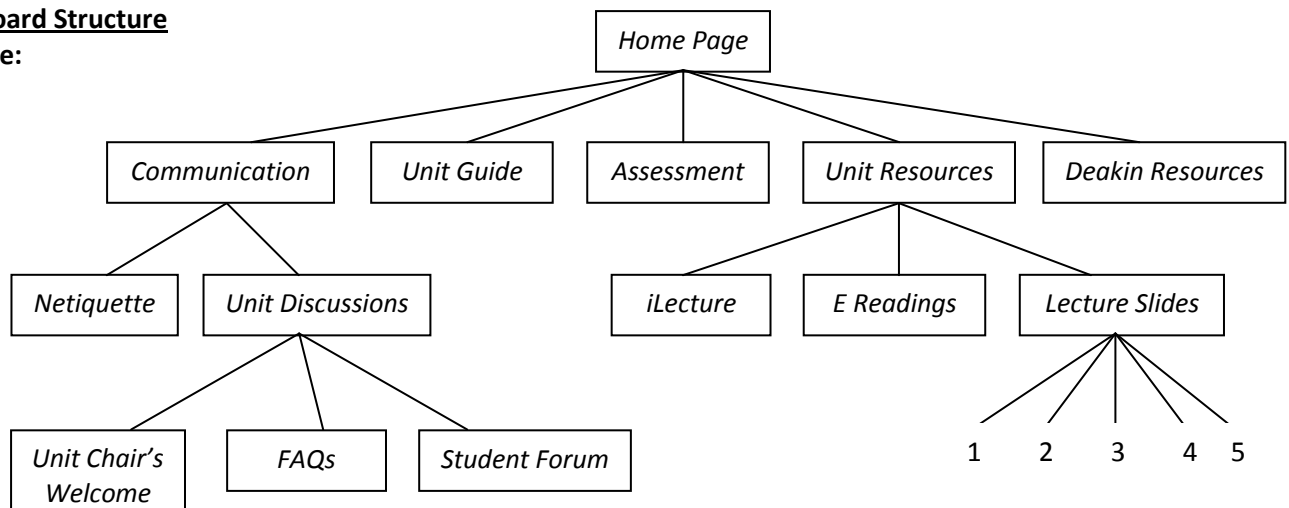 Structure
Home Page
Communication
Unit Guide
Assessment
Unit Resources
Deakin Resources
Netiquette
Unit Discussions
iLecture
E Readings
Lecture Slides
Unit Chair’s
Welcome
FAQs
Student Forum
1 2 3 4 5